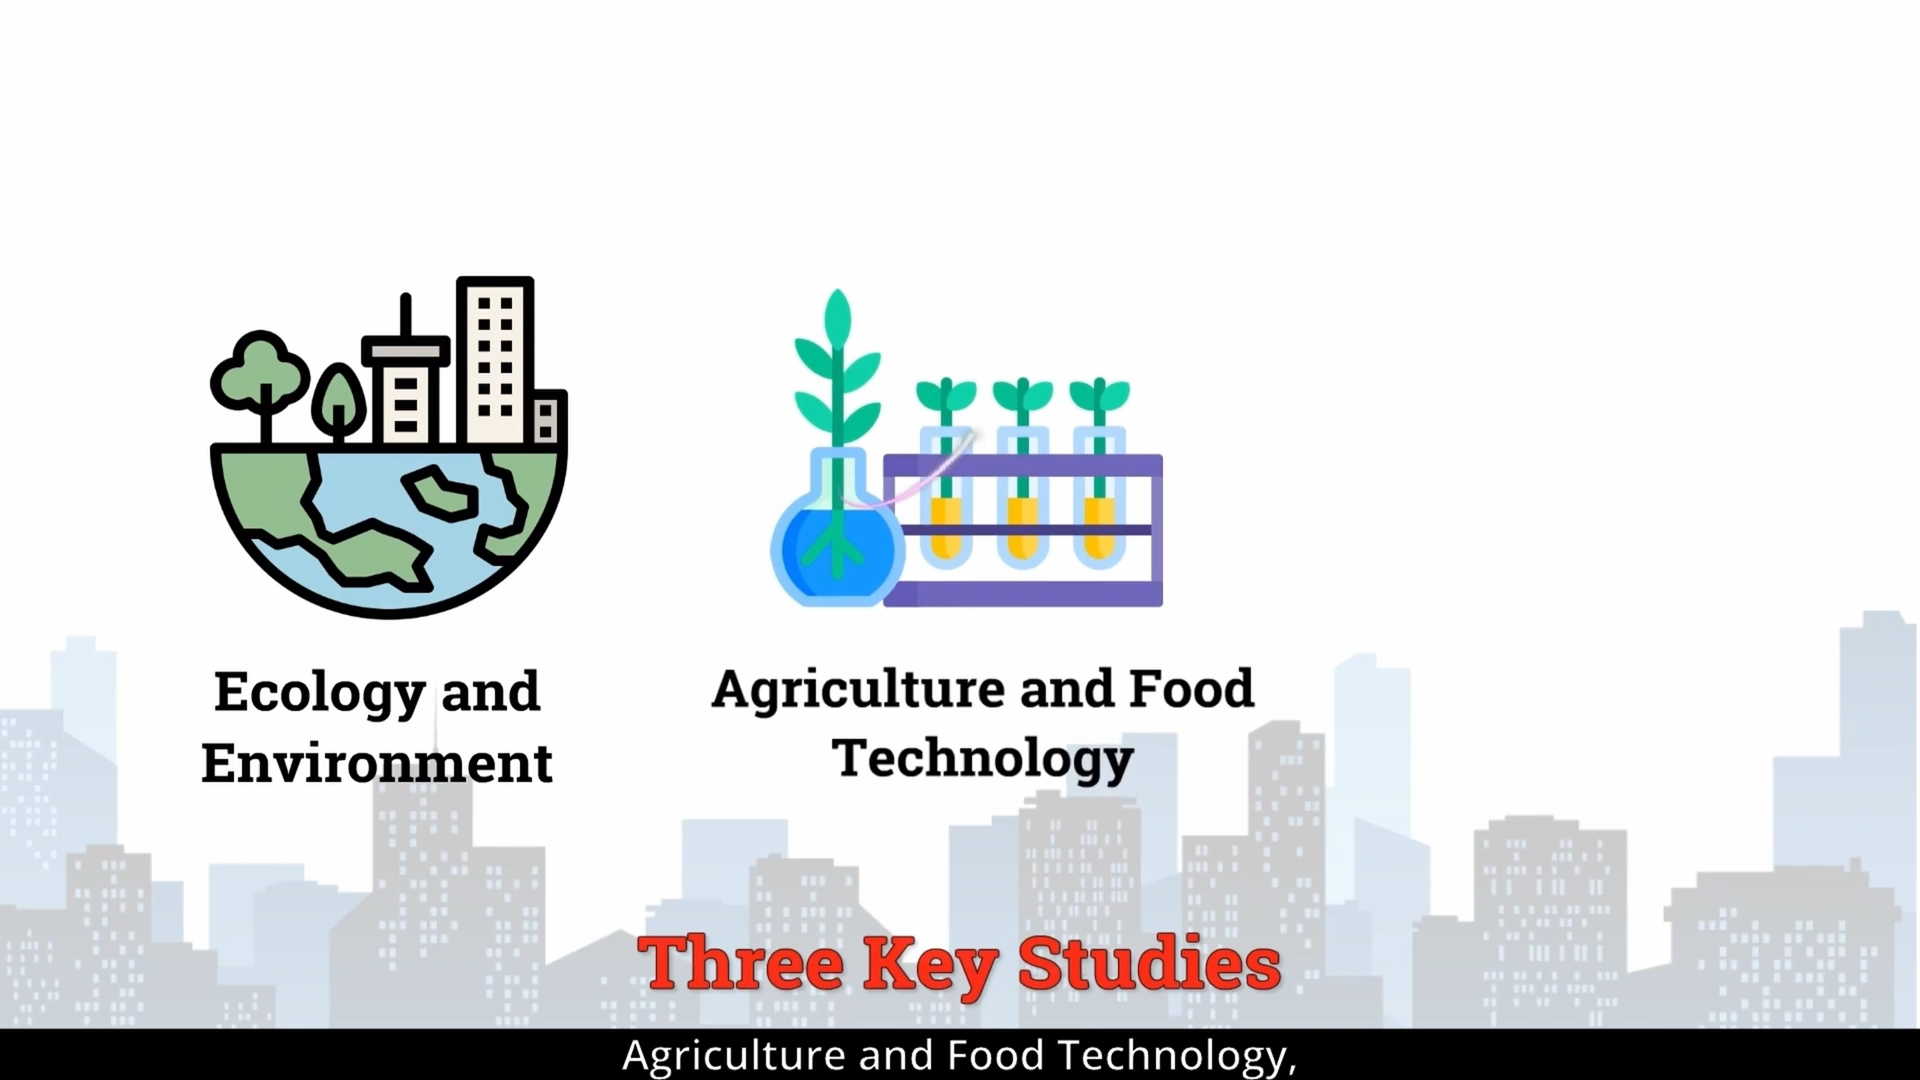 Ecology and
Environment
Agriculture and Food
Technology
Three Key Studies
Agriculture and Food Technology,